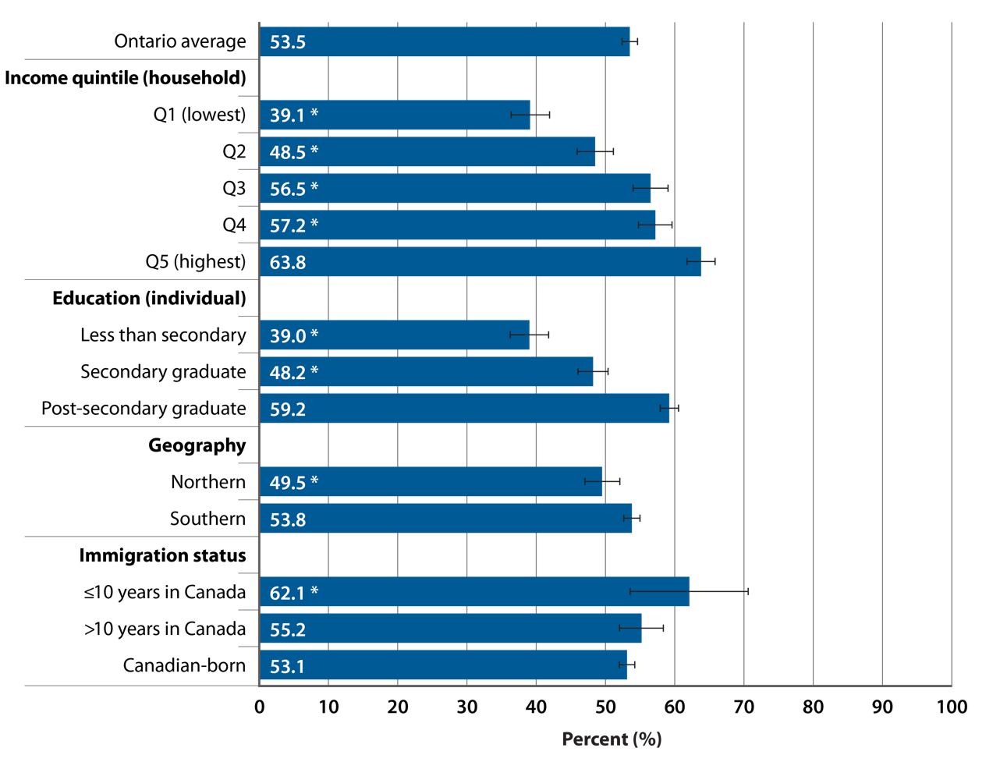 Ontario average 53.5
Income quintile (household)
Q1 (lowest) 39.1 *
Q2 48.5 *
Q3 56.5 *
Q4 57.2 *
Q5 (highest) 63.8
Education (individual)
Less than secondary 39.0 *
Secondary graduate 48.2 *
Post-secondary graduate 59.2
Geography
Northern 49.5 *
Southern 53.8
Immigration status
≤10 years in Canada 62.1 *
>10 years in Canada 55.2
Canadian-born 53.1
0 10 20 30 40 50 60 70 80 90 100
Percent (%)